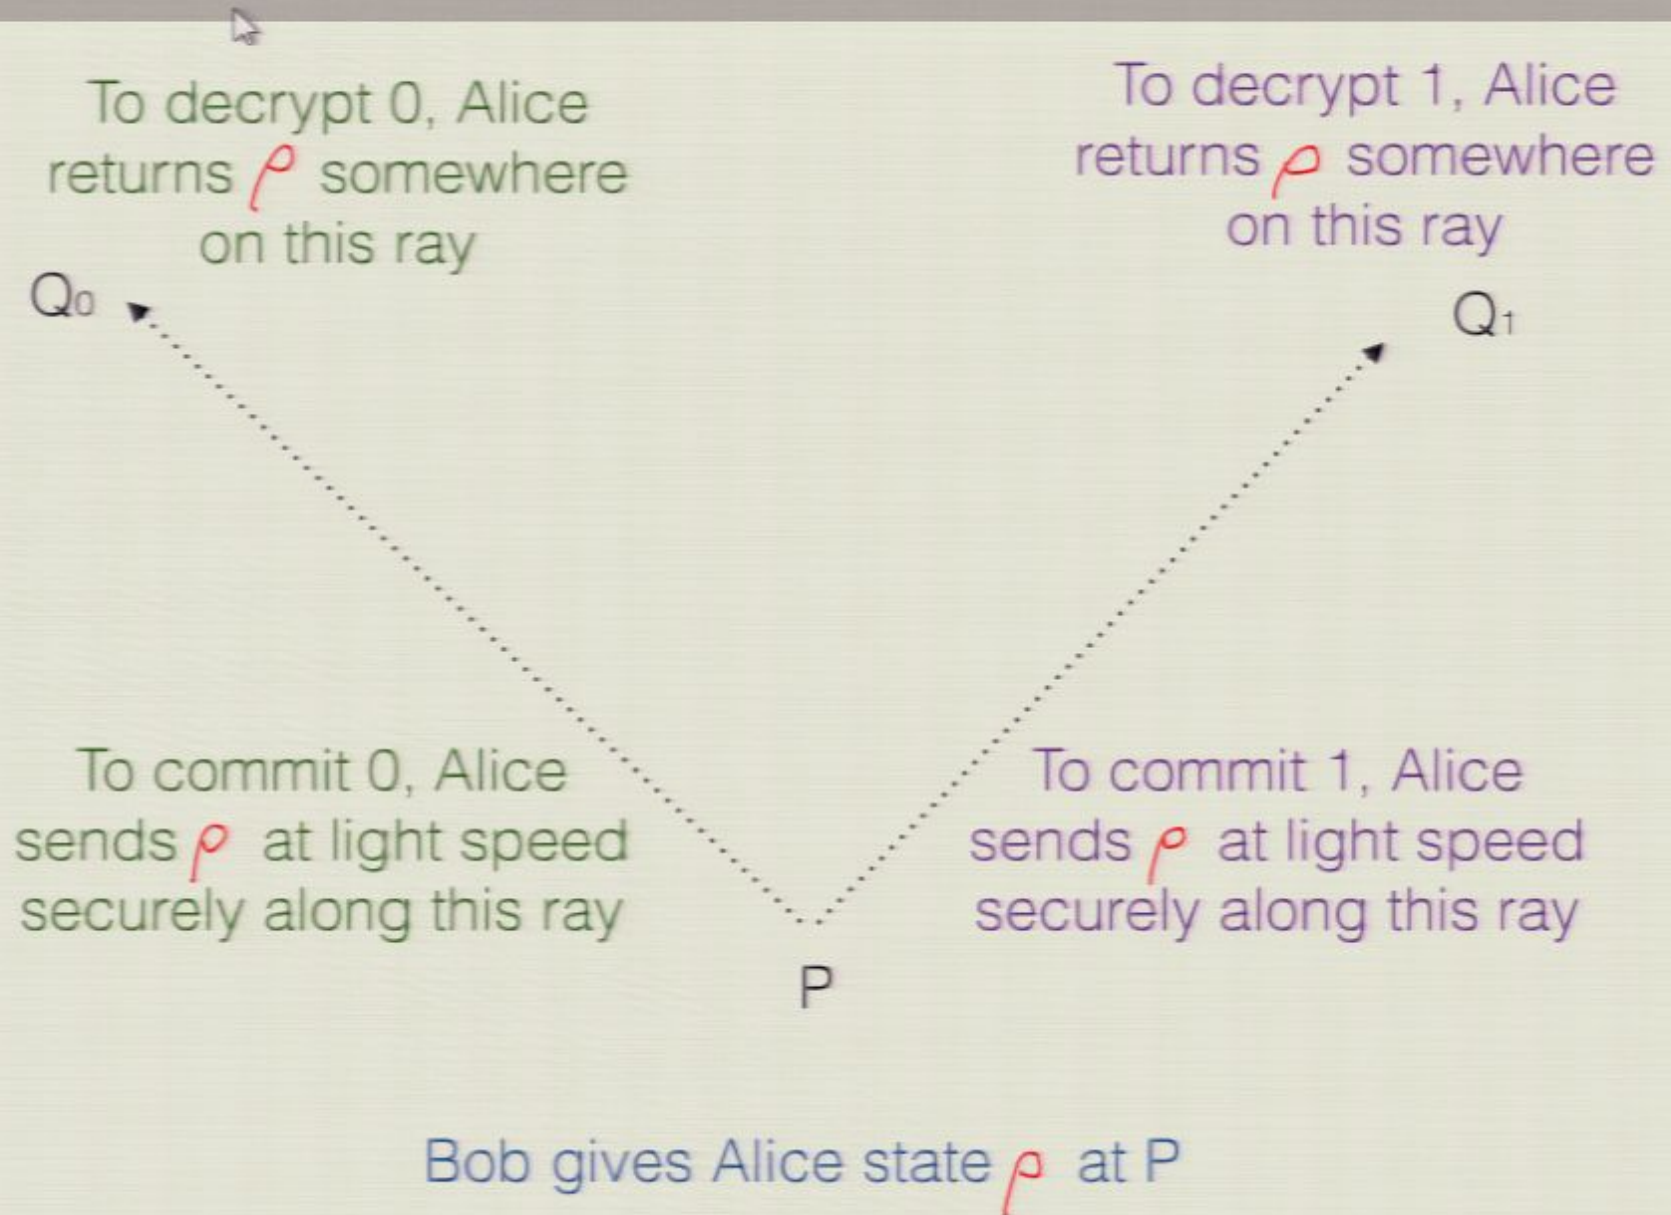 To decrypt 0, Alice
returns ρ somewhere
on this ray
To decrypt 1, Alice
returns ρ somewhere
on this ray
Q₀
Q₁
To commit 0, Alice
sends ρ at light speed
securely along this ray
To commit 1, Alice
sends ρ at light speed
securely along this ray
P
Bob gives Alice state ρ at P